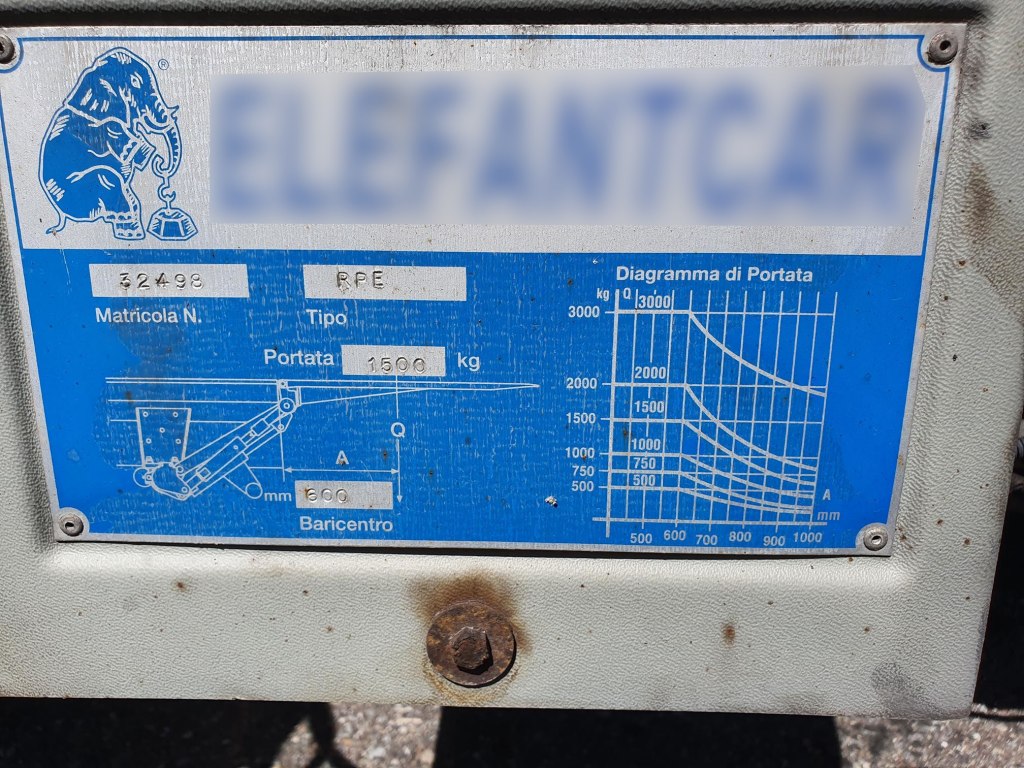 ®
ELEFANTCAR
32498
RPE
Matricola N.
Tipo
Portata 1500 kg
Q
A
mm 600
Baricentro
Diagramma di Portata
kg Q 3000
3000
2000
2000
1500
1500
1000
1000
750
750
500
500
A
mm
500 600 700 800 900 1000